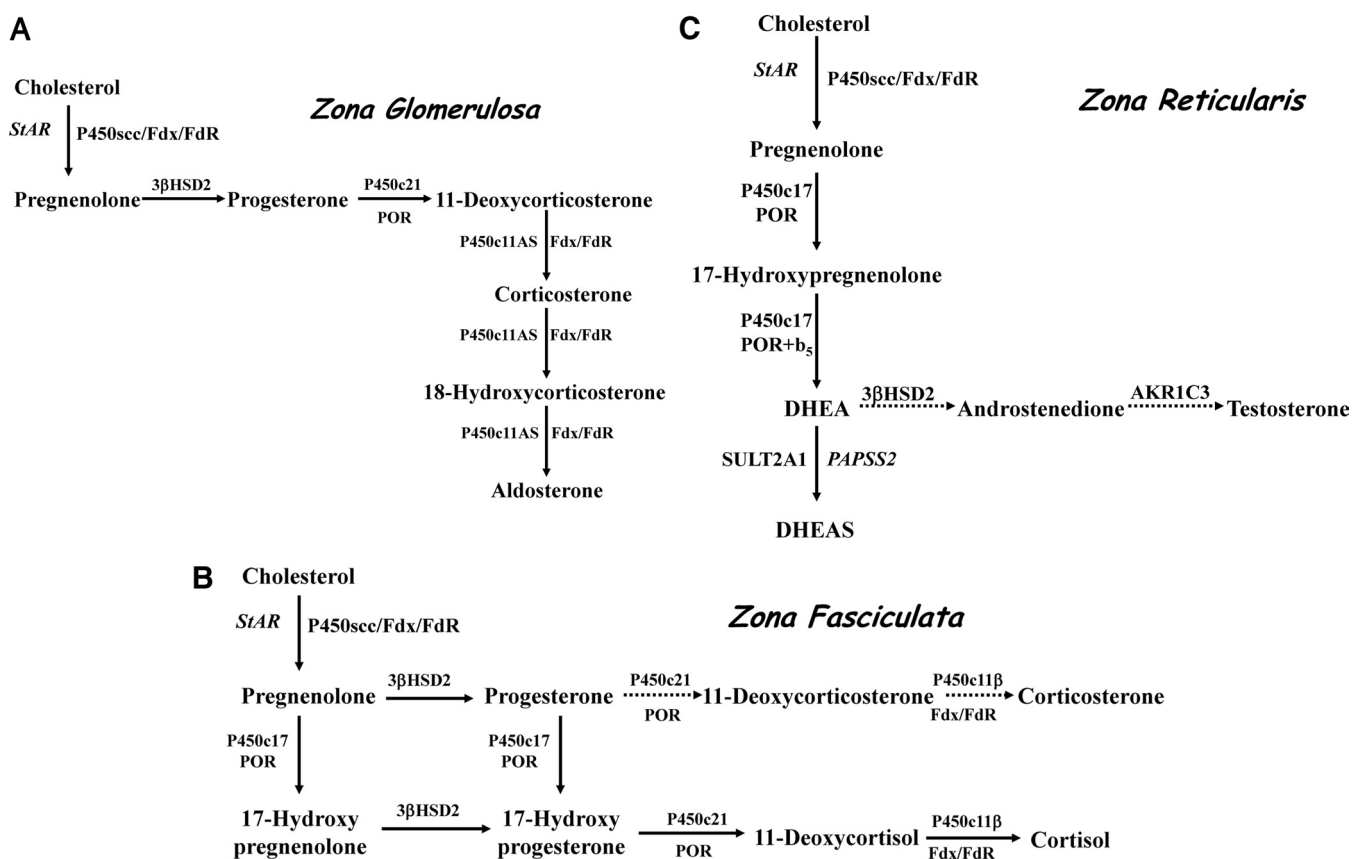 A
Cholesterol
StAR P450scc/Fdx/FdR
Zona Glomerulosa
Pregnenolone 3βHSD2 Progesterone P450c21 11-Deoxycorticosterone
POR
P450c11AS Fdx/FdR
Corticosterone
P450c11AS Fdx/FdR
18-Hydroxycorticosterone
P450c11AS Fdx/FdR
Aldosterone
C
Cholesterol
StAR P450scc/Fdx/FdR
Zona Reticularis
Pregnenolone
P450c17
POR
17-Hydroxypregnenolone
P450c17
POR+b₅
DHEA 3βHSD2 Androstenedione AKR1C3 Testosterone
SULT2A1 PAPSS2
DHEAS
B
Cholesterol
StAR P450scc/Fdx/FdR
Zona Fasciculata
Pregnenolone 3βHSD2 Progesterone P450c21 11-Deoxycorticosterone P450c11β Corticosterone
POR Fdx/FdR
P450c17 P450c17
POR POR
17-Hydroxy 3βHSD2 17-Hydroxy P450c21 P450c11β
pregnenolone progesterone 11-Deoxycortisol Cortisol
POR Fdx/FdR